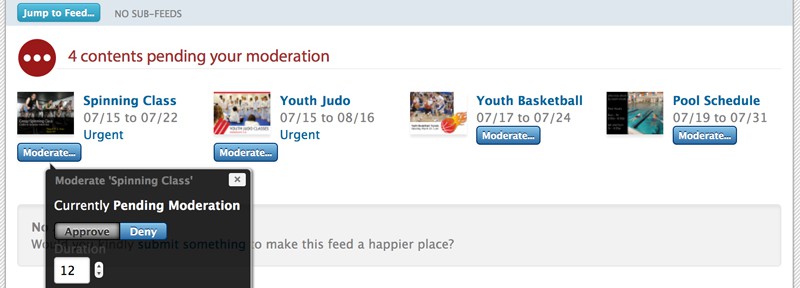 Jump to Feed... NO SUB-FEEDS
4 contents pending your moderation
Spinning Class
07/15 to 07/22
Urgent
Moderate...
Youth Judo
07/15 to 08/16
Urgent
Moderate...
YOUTH JUDO CLASSES
Youth Basketball
07/17 to 07/24
Moderate...
Pool Schedule
07/19 to 07/31
Moderate...
Moderate 'Spinning Class' ×
Currently Pending Moderation
Approve Deny
Duration
12
No
submit something to make this feed a happier place?